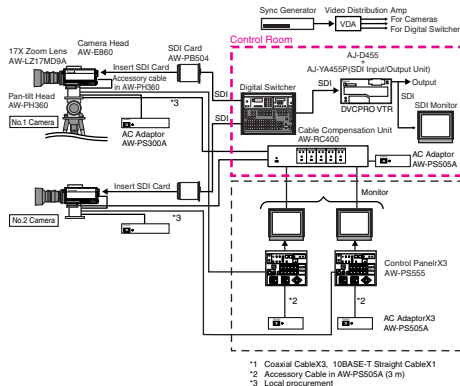 Sync Generator
Video Distribution Amp
VDA
For Cameras
For Digital Switcher
Control Room
17X Zoom Lens
AW-LZ17MD9A
Camera Head
AW-E860
SDI Card
AW-PB504
Insert SDI Card
Accessory cable
in AW-PH360
Pan-tilt Head
AW-PH360
*3
No.1 Camera
AC Adaptor
AW-PS300A
SDI
SDI
Digital Switcher
SDI
AJ-D455
+
AJ-YA455P(SDI Input/Output Unit)
Output
SDI
DVCPRO VTR
SDI Monitor
Cable Compensation Unit
AW-RC400
AC Adaptor
AW-PS505A
Insert SDI Card
No.2 Camera
*3
Monitor
Control PanelrX3
AW-PS555
*2
*2
AC AdaptorX3
AW-PS505A
*1 Coaxial CableX3, 10BASE-T Straight CableX1
*2 Accessory Cable in AW-PS505A (3 m)
*3 Local procurement